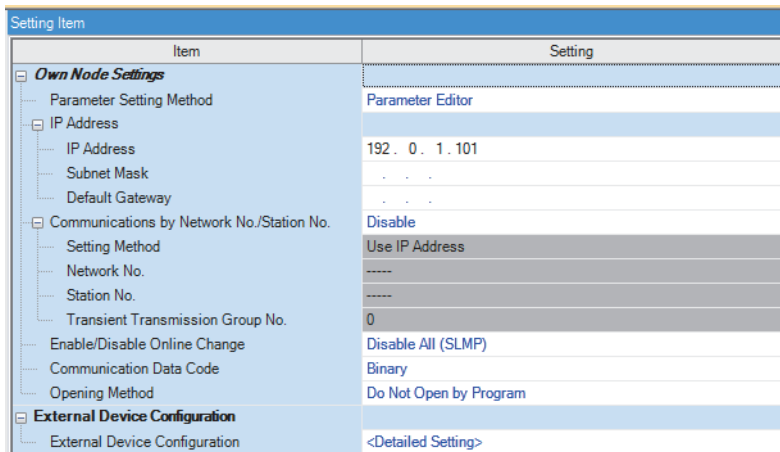 Setting Item
Item Setting
Own Node Settings
Parameter Setting Method Parameter Editor
IP Address
IP Address 192 . 0 . 1 . 101
Subnet Mask . . .
Default Gateway . . .
Communications by Network No./Station No. Disable
Setting Method Use IP Address
Network No. -----
Station No. -----
Transient Transmission Group No. 0
Enable/Disable Online Change Disable All (SLMP)
Communication Data Code Binary
Opening Method Do Not Open by Program
External Device Configuration
External Device Configuration <Detailed Setting>